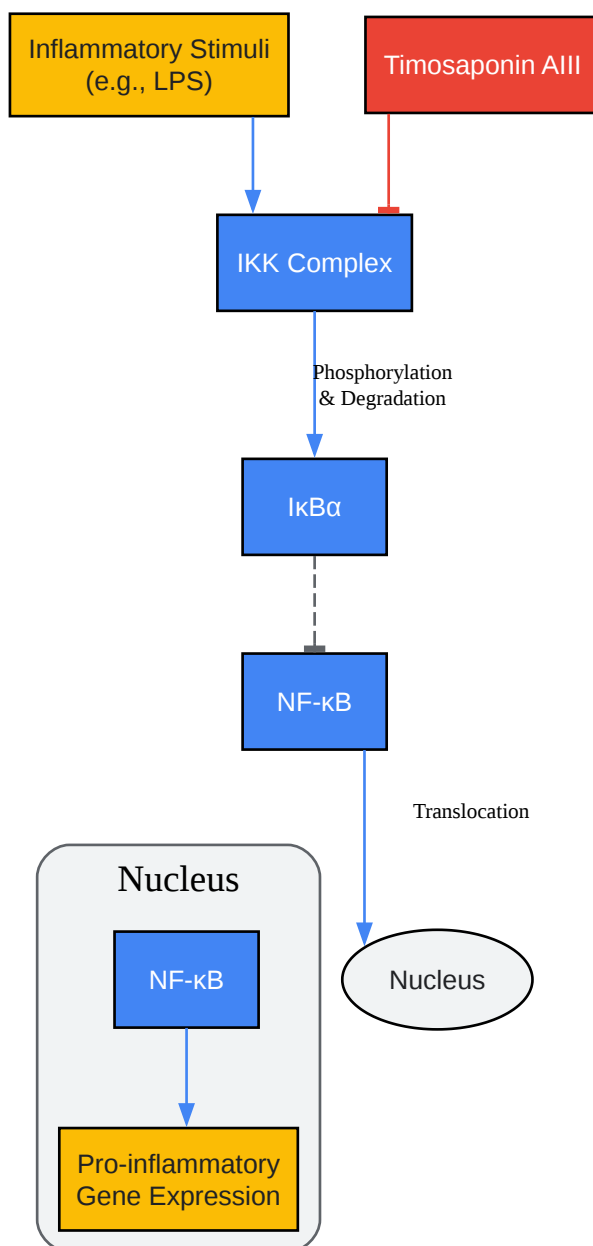 Inflammatory Stimuli
(e.g., LPS)
Timosaponin AIII
IKK Complex
Phosphorylation
& Degradation
IκBα
NF-κB
Translocation
Nucleus
NF-κB
Nucleus
Pro-inflammatory
Gene Expression